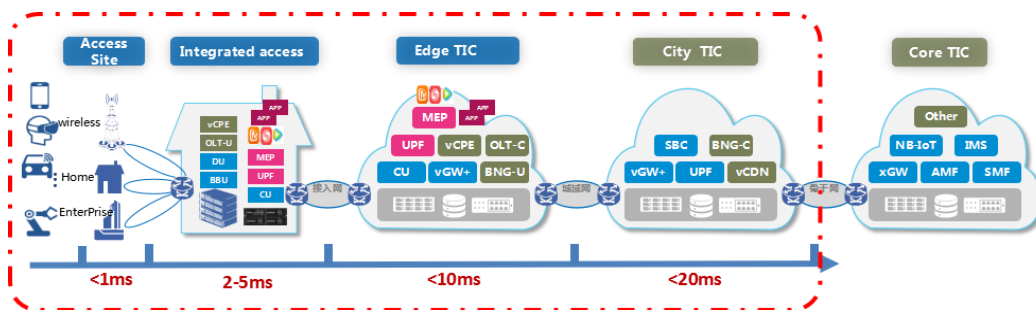 Access
Site
Integrated access
Edge TIC
City TIC
Core TIC
wireless
: Home
EnterPrise
APP
APP
vCPE
OLT-U
DU
BBU
MEP
UPF
CU
接入网
APP
APP
MEP
UPF
vCPE
OLT-C
CU
vGW+
BNG-U
城域网
SBC
BNG-C
vGW+
UPF
vCDN
骨干网
Other
NB-IoT
IMS
xGW
AMF
SMF
<1ms
2-5ms
<10ms
<20ms